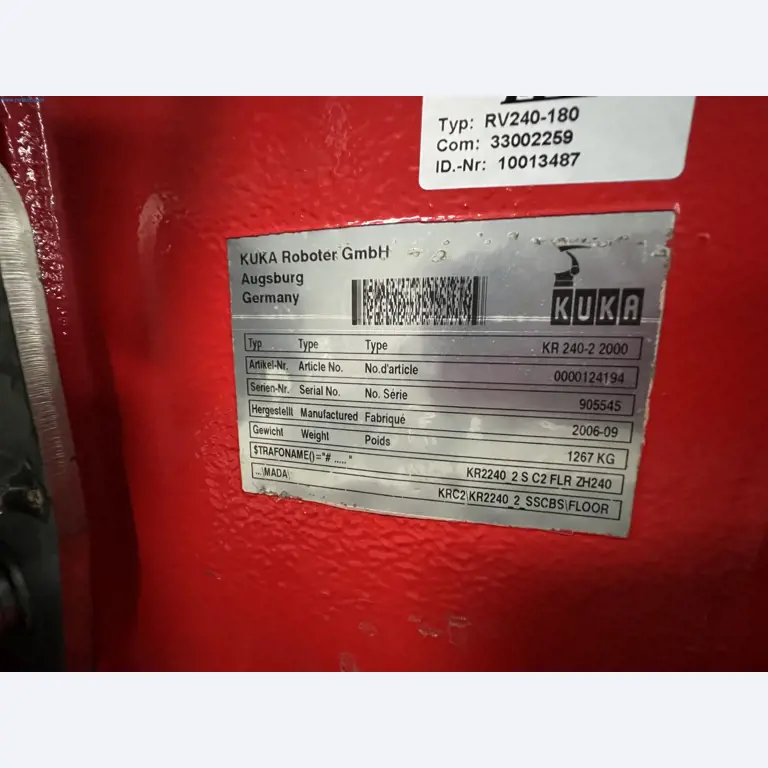 Typ: RV240-180
Com: 33002259
ID.-Nr: 10013487
KUKA Roboter GmbH
Augsburg
Germany
KUKA
Typ Type Type KR 240-2 2000
Artikel-Nr. Article No. No.d'article 0000124194
Serien-Nr. Serial No. No. Série 905545
Hergestellt Manufactured Fabriqué 2006-09
Gewicht Weight Poids 1267 KG
$TRAFONAME()="# ....." KR2240_2 S C2 FLR ZH240
...\MADA\ KRC2\KR2240_2_SSCBS\FLOOR